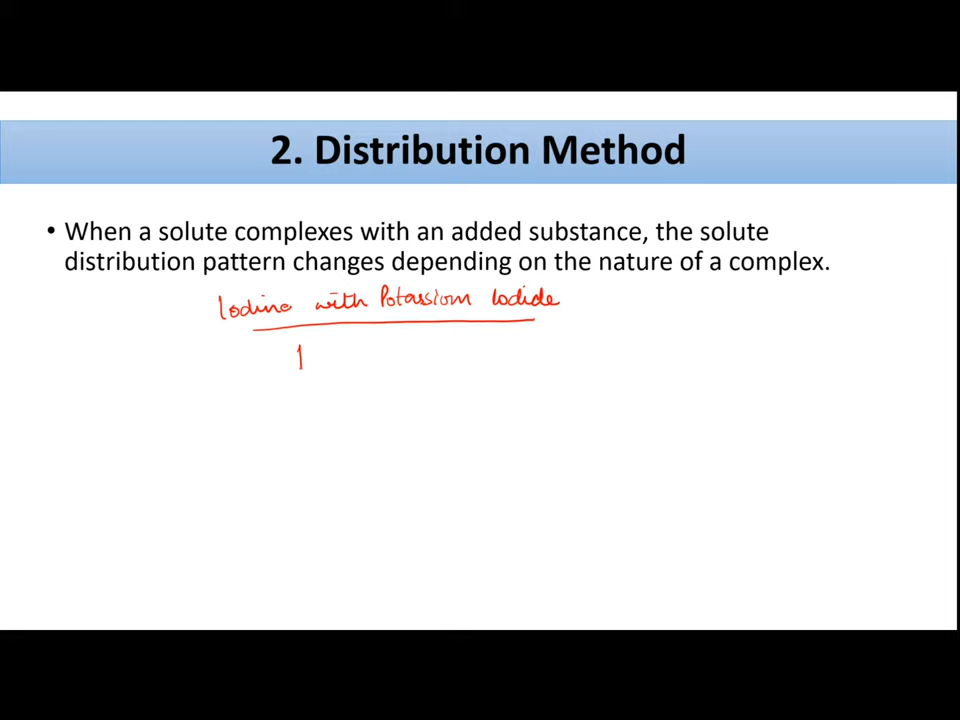 2. Distribution Method
• When a solute complexes with an added substance, the solute
distribution pattern changes depending on the nature of a complex.
Iodine with Potassium Iodide
I